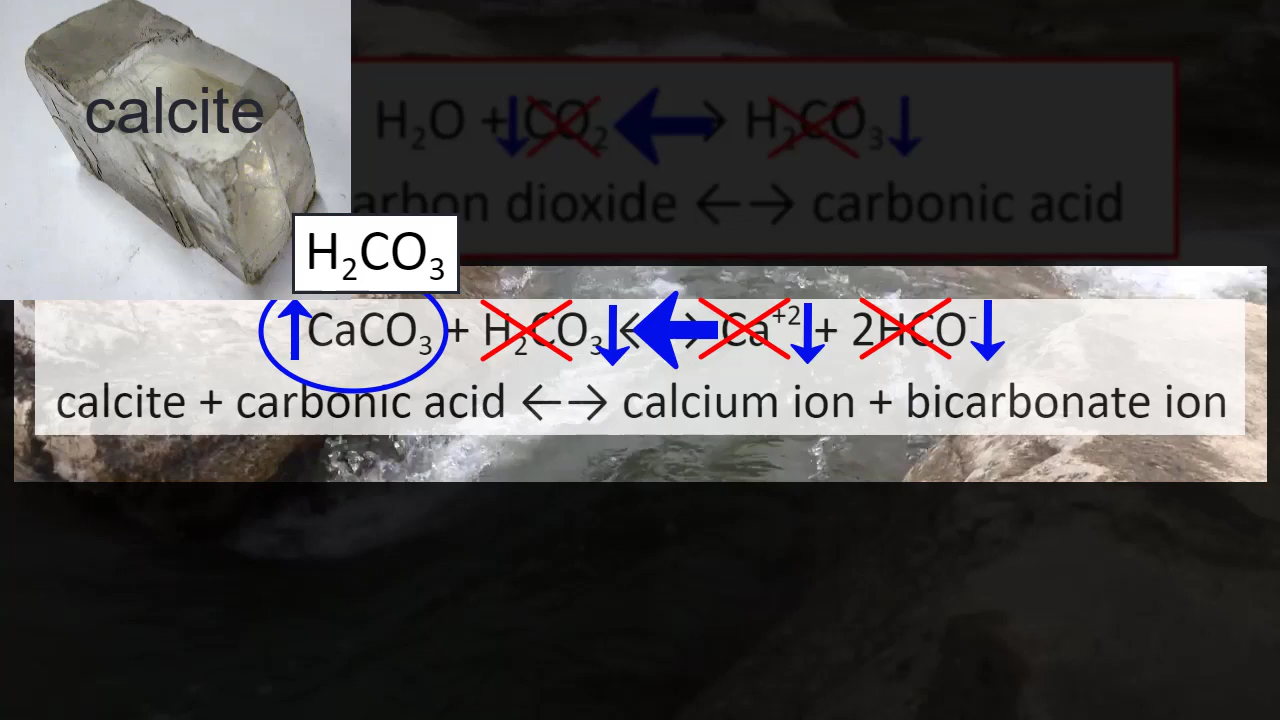 calcite
H₂O + CO₂ → H₂CO₃
arbon dioxide ←→ carbonic acid
H₂CO₃
CaCO₃ + H₂CO₃ ←→ Ca⁺² + 2HCO⁻
calcite + carbonic acid ←→ calcium ion + bicarbonate ion